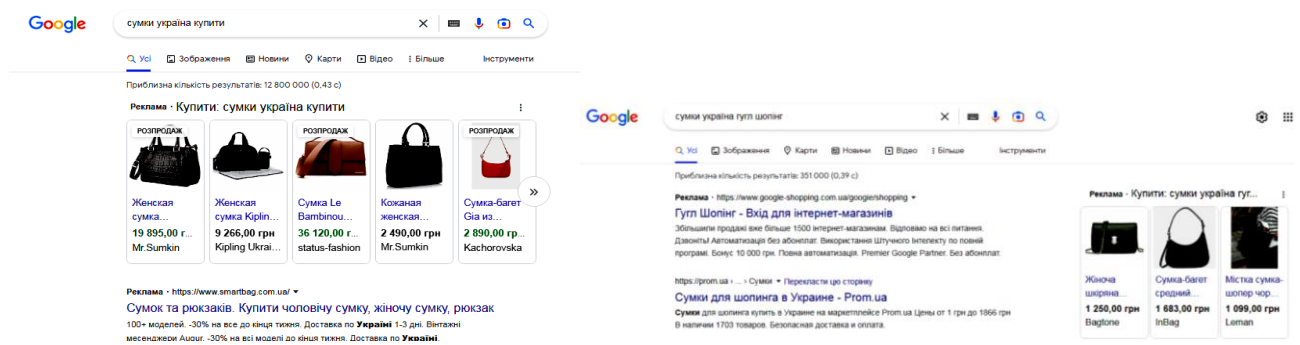 Google
сумки україна купити
Усі Зображення Новини Карти Відео Більше Інструменти
Приблизна кількість результатів: 12 800 000 (0,43 с)
Реклама · Купити: сумки україна купити
РОЗПРОДАЖ
РОЗПРОДАЖ
РОЗПРОДАЖ
Женская сумка...
19 895,00 г...
Mr.Sumkin
Женская сумка Kiplin...
9 266,00 грн
Kipling Ukrai...
Сумка Le Bambinou...
36 120,00 г...
status-fashion
Кожаная женская...
2 490,00 грн
Mr.Sumkin
Сумка-багет Gia из...
2 890,00 гр...
Kachorovska
Реклама · https://www.smartbag.com.ua/
Сумок та рюкзаків. Купити чоловічу сумку, жіночу сумку, рюкзак
100+ моделей. -30% на все до кінця тижня. Доставка по Україні 1-3 дні. Вінтажні
месенджери Augur. -30% на всі моделі до кінця тижня. Доставка по Україні.
Google
сумки україна гугл шопінг
Усі Зображення Карти Новини Відео Більше Інструменти
Приблизна кількість результатів: 351 000 (0,39 с)
Реклама · https://www.google-shopping.com.ua/google/shopping
Гугл Шопінг - Вхід для інтернет-магазинів
Збільшили продажі вже більше 1500 інтернет-магазинам. Відповімо на всі питання.
Дзвоніть! Автоматизація без абонплат. Використання Штучного Інтелекту по повній
програмі. Бонус 10 000 грн. Повна автоматизація. Premier Google Partner. Без абонплат.
https://prom.ua › ... › Сумки Перекласти цю сторінку
Сумки для шопинга в Украине - Prom.ua
Сумки для шопинга купить в Украине на маркетплейсе Prom.ua Цены от 1 грн до 1866 грн
В наличии 1703 товаров. Безопасная доставка и оплата.
Реклама · Купити: сумки україна гуг...
Жіноча шкіряна...
1 250,00 грн
Bagtone
Сумка-багет средний...
1 683,00 грн
InBag
Містка сумка-шопер чор...
1 099,00 грн
Leman